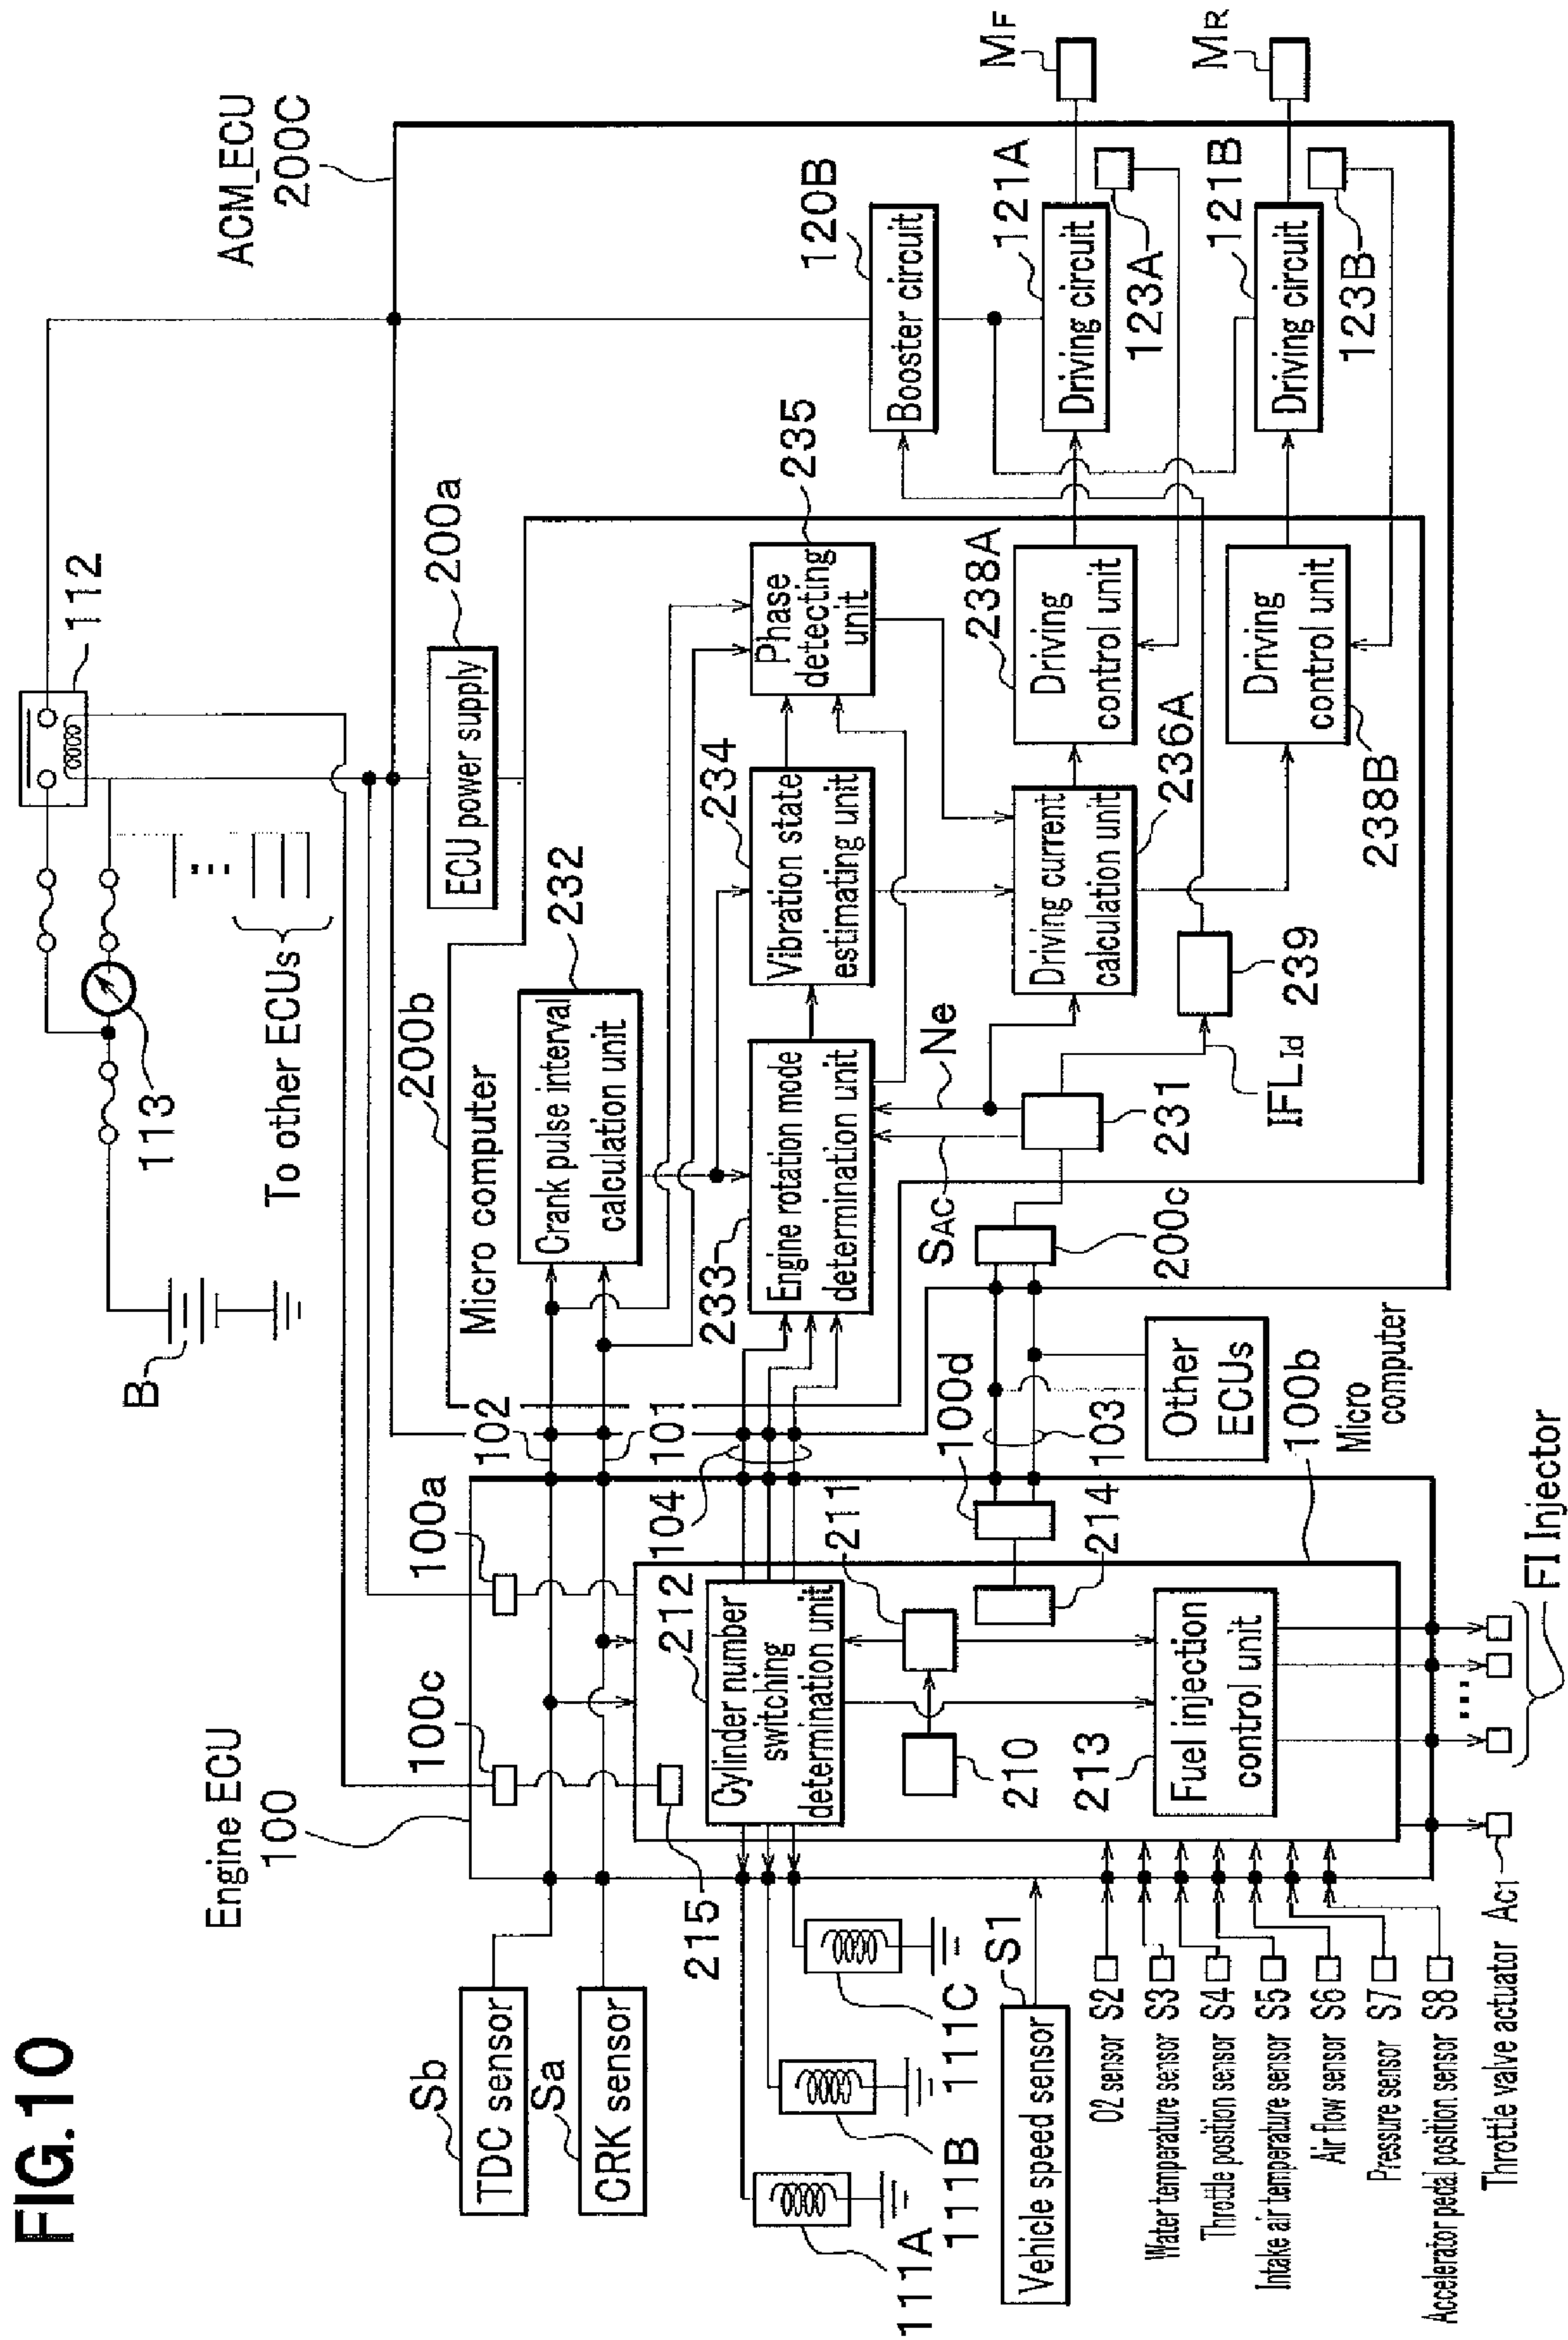 FIG.10
Engine ECU
100
ACM_ECU
200C
B
113
To other ECUs
112
Sb
TDC sensor
Sa
CRK sensor
100c
100a
102
101
104
200b
Micro computer
200a
ECU power supply
232
Crank pulse interval
calculation unit
215
212
Cylinder number
switching
determination unit
233
Engine rotation mode
determination unit
234
Vibration state
estimating unit
235
Phase
detecting
unit
120B
Booster circuit
111A
111B
111C
211
210
213
Fuel injection
control unit
214
100d
103
Other
ECUs
100b
Micro
computer
200c
SAC
Ne
231
IFLId
239
Driving current
calculation unit
236A
238A
Driving
control unit
Driving
control unit
238B
121A
Driving circuit
123A
121B
Driving circuit
123B
MF
MR
S1
Vehicle speed sensor
O2 sensor S2
Water temperature sensor S3
Throttle position sensor S4
Intake air temperature sensor S5
Air flow sensor S6
Pressure sensor S7
Accelerator pedal position sensor S8
Throttle valve actuator Ac1
FI Injector